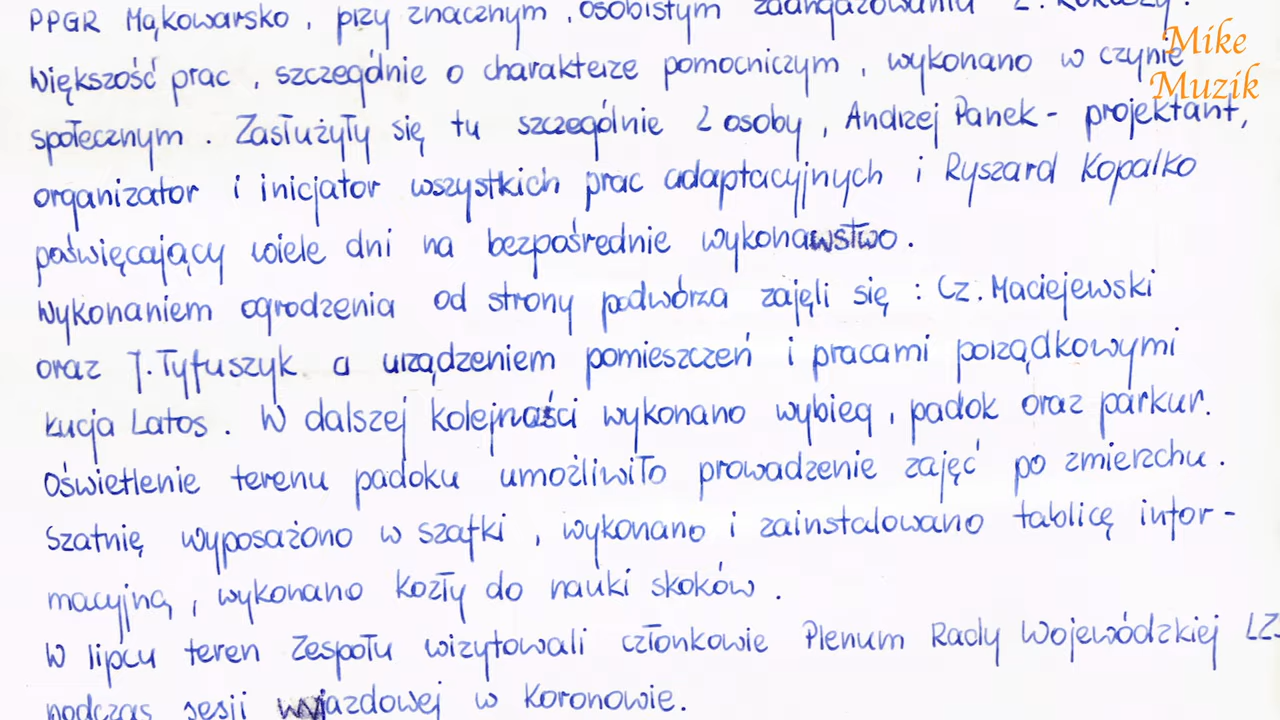 PPGR Mąkowarsko, przy znacznym, osobistym zaangażowaniu
większość prac, szczególnie o charakterze pomocniczym, wykonano w czynie
społecznym. Zasłużyły się tu szczególnie 2 osoby, Andrzej Panek - projektant,
organizator i inicjator wszystkich prac adaptacyjnych i Ryszard Kopalko
poświęcający wiele dni na bezpośrednie wykonawstwo.
Wykonaniem ogrodzenia od strony podwórza zajęli się : Cz. Maciejewski
oraz J. Tyfuszyk a urządzeniem pomieszczeń i pracami porządkowymi
Łucja Latos. W dalszej kolejności wykonano wybieg, padok oraz parkur.
Oświetlenie terenu padoku umożliwiło prowadzenie zajęć po zmierzchu.
Szatnię wyposażono w szafki, wykonano i zainstalowano tablicę infor-
macyjną, wykonano kozły do nauki skoków.
W lipcu teren Zespołu wizytowali członkowie Plenum Rady Wojewódzkiej
podczas sesji wyjazdowej w Koronowie.
Mike
Muzik